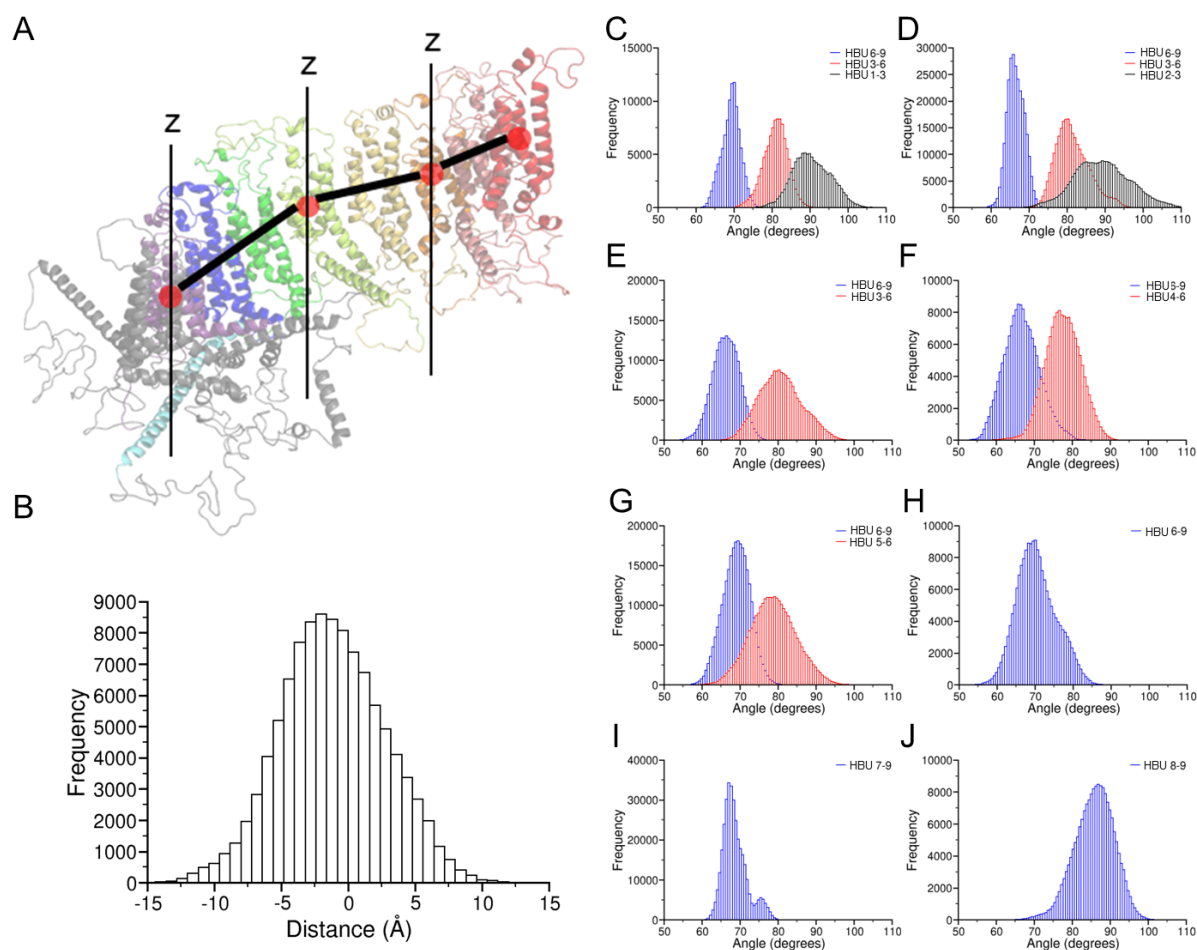 A
Z
Z
Z
B
9000
8000
7000
6000
5000
4000
3000
2000
1000
0
Frequency
-15 -10 -5 0 5 10 15
Distance (Å)
C
15000
10000
5000
0
Frequency
HBU 6-9
HBU 3-6
HBU 1-3
50 60 70 80 90 100 110
Angle (degrees)
D
30000
25000
20000
15000
10000
5000
0
Frequency
HBU 6-9
HBU 3-6
HBU 2-3
50 60 70 80 90 100 110
Angle (degrees)
E
20000
15000
10000
5000
0
Frequency
HBU 6-9
HBU 3-6
50 60 70 80 90 100 110
Angle (degrees)
F
10000
8000
6000
4000
2000
0
Frequency
HBU 6-9
HBU 4-6
50 60 70 80 90 100 110
Angle (degrees)
G
20000
15000
10000
5000
0
Frequency
HBU 6-9
HBU 5-6
50 60 70 80 90 100 110
Angle (degrees)
H
10000
8000
6000
4000
2000
0
Frequency
HBU 6-9
50 60 70 80 90 100 110
Angle (degrees)
I
40000
30000
20000
10000
0
Frequency
HBU 7-9
50 60 70 80 90 100 110
Angle (degrees)
J
10000
8000
6000
4000
2000
0
Frequency
HBU 8-9
50 60 70 80 90 100 110
Angle (degrees)